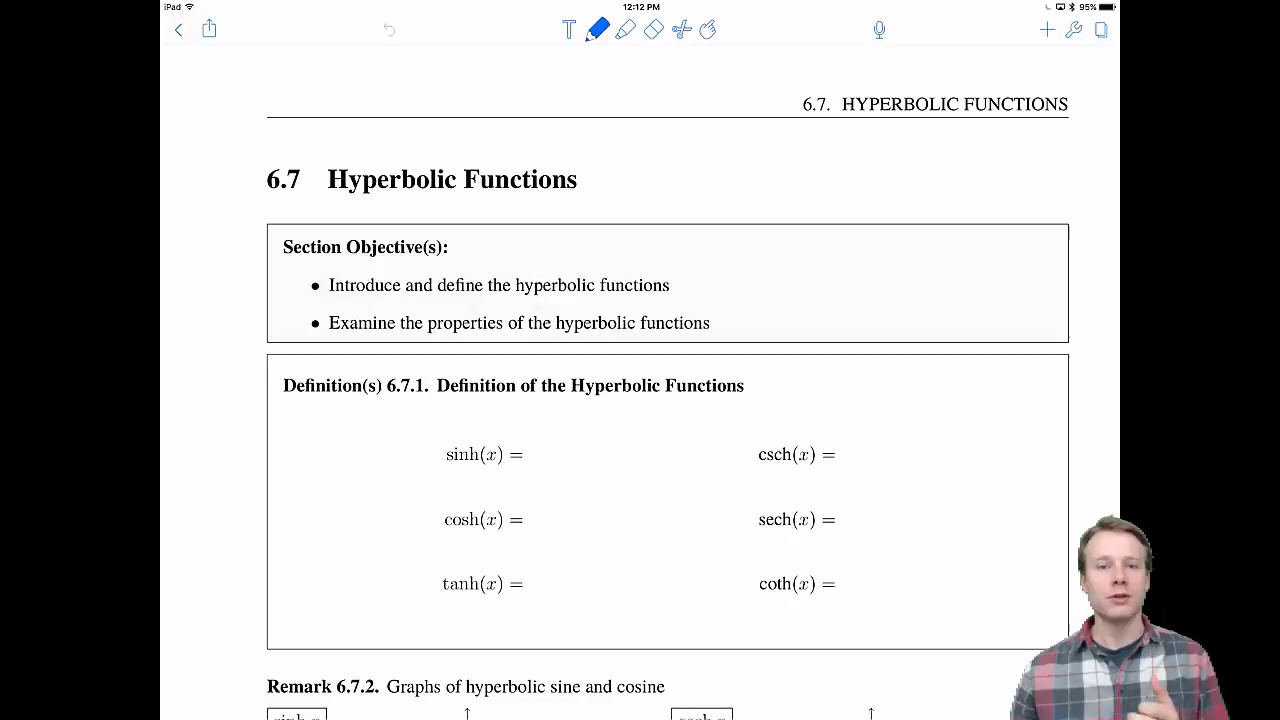 iPad 12:12 PM 95%
T
6.7. HYPERBOLIC FUNCTIONS
6.7 Hyperbolic Functions
Section Objective(s):
• Introduce and define the hyperbolic functions
• Examine the properties of the hyperbolic functions
Definition(s) 6.7.1. Definition of the Hyperbolic Functions
sinh(x) = csch(x) =
cosh(x) = sech(x) =
tanh(x) = coth(x) =
Remark 6.7.2. Graphs of hyperbolic sine and cosine